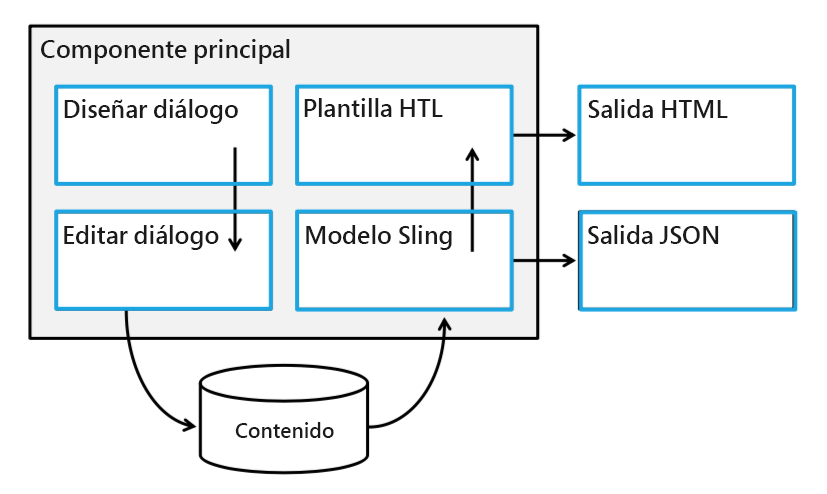 Componente principal
Diseñar diálogo
Plantilla HTL
Salida HTML
Editar diálogo
Modelo Sling
Salida JSON
Contenido